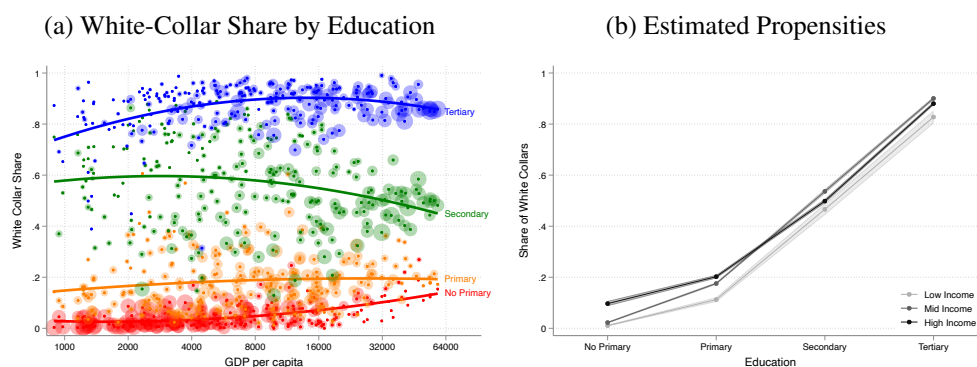 (a) White-Collar Share by Education
1
.8
.6
.4
.2
0
White Collar Share
Tertiary
Secondary
Primary
No Primary
1000 2000 4000 8000 16000 32000 64000
GDP per capita
(b) Estimated Propensities
1
.8
.6
.4
.2
0
Share of White Collars
Low Income
Mid Income
High Income
No Primary Primary Secondary Tertiary
Education